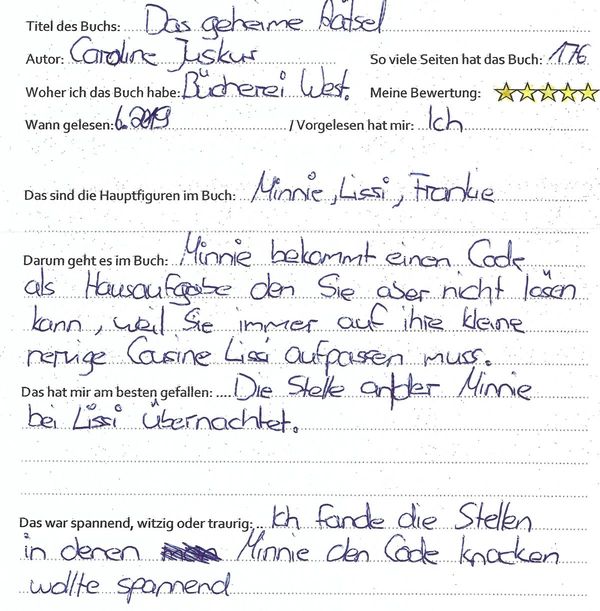 Titel des Buchs: Das geheime Rätsel
Autor: Caroline Juskus So viele Seiten hat das Buch: 176
Woher ich das Buch habe: Bücherei West. Meine Bewertung:
Wann gelesen: 6.2019 / Vorgelesen hat mir: Ich
Das sind die Hauptfiguren im Buch: Minnie, Lissi, Frankie
Darum geht es im Buch: Minnie bekommt einen Code
als Hausaufgabe den Sie aber nicht lösen
kann, weil Sie immer auf ihre kleine
nervige Cousine Lissi aufpassen muss.
Das hat mir am besten gefallen: .... Die Stelle an der Minnie
bei Lissi übernachtet.
Das war spannend, witzig oder traurig: .. Ich fande die Stellen
in denen Minnie den Code knacken
wollte spannend